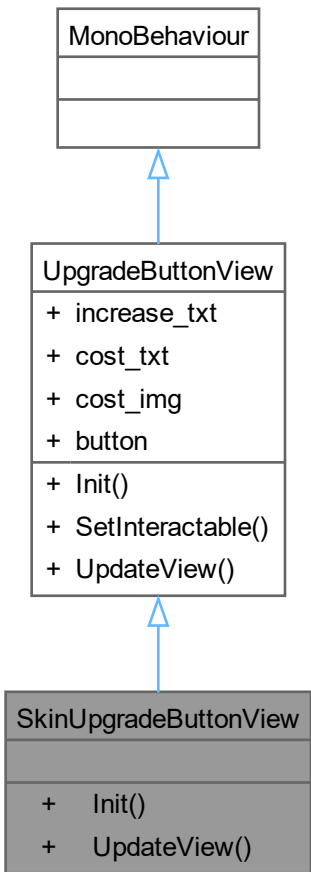 MonoBehaviour
UpgradeButtonView
+ increase_txt
+ cost_txt
+ cost_img
+ button
+ Init()
+ SetInteractable()
+ UpdateView()
SkinUpgradeButtonView
+ Init()
+ UpdateView()